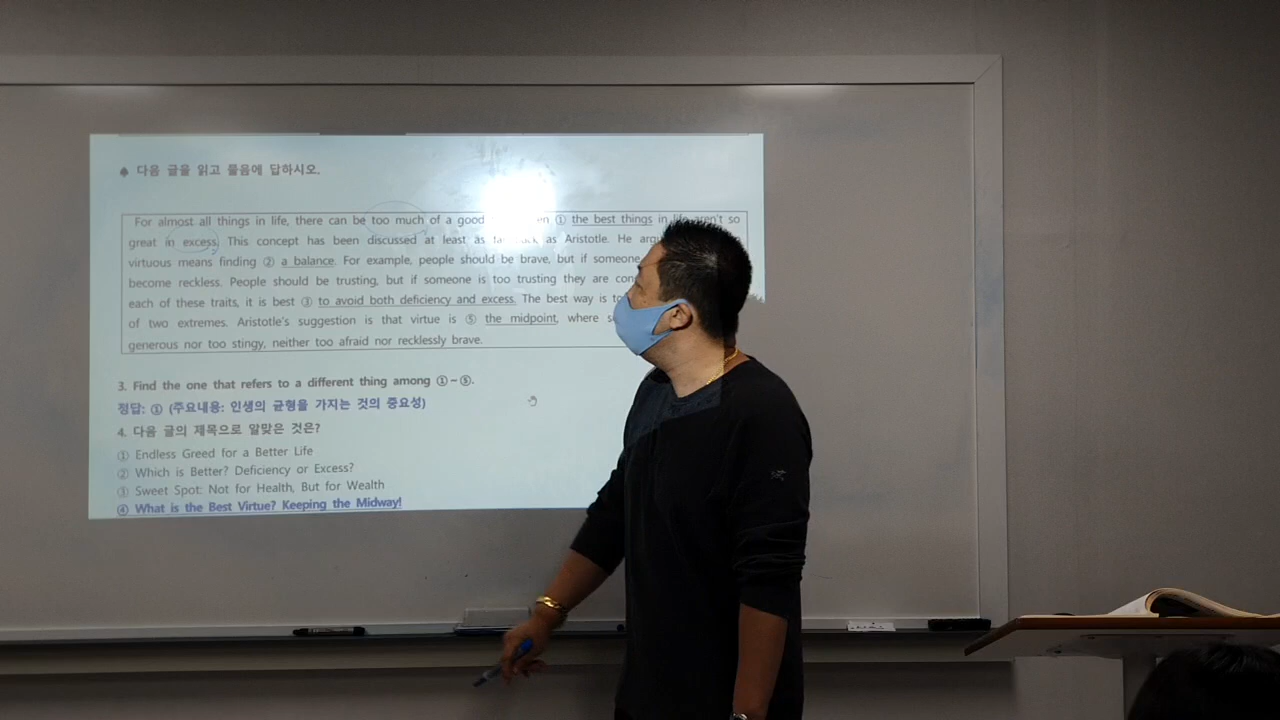 ♠ 다음 글을 읽고 물음에 답하시오.
For almost all things in life, there can be too much of a good ① the best things in life aren't so
great in excess. This concept has been discussed at least as as Aristotle. He
virtuous means finding ② a balance. For example, people should be brave, but if someone
become reckless. People should be trusting, but if someone is too trusting they are
each of these traits, it is best ③ to avoid both deficiency and excess. The best way is
of two extremes. Aristotle's suggestion is that virtue is ⑤ the midpoint, where
generous nor too stingy, neither too afraid nor recklessly brave.
3. Find the one that refers to a different thing among ①~⑤.
정답: ① (주요내용: 인생의 균형을 가지는 것의 중요성)
4. 다음 글의 제목으로 알맞은 것은?
① Endless Greed for a Better Life
② Which is Better? Deficiency or Excess?
③ Sweet Spot: Not for Health, But for Wealth
④ What is the Best Virtue? Keeping the Midway!